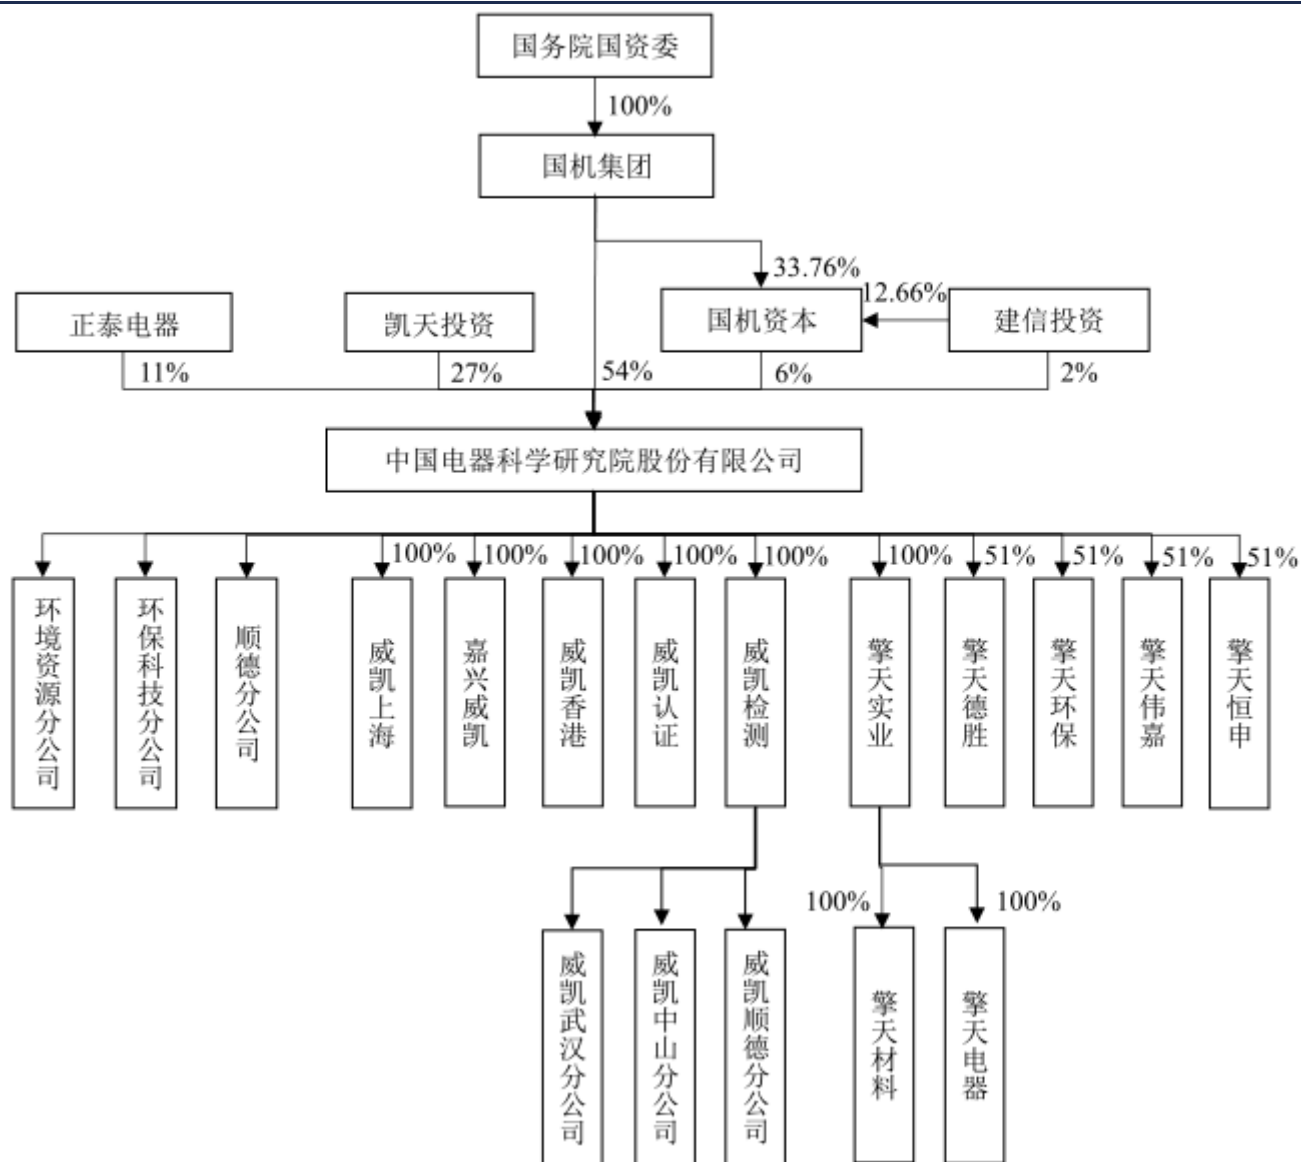 国务院国资委
100%
国机集团
33.76%
12.66%
正泰电器
凯天投资
国机资本
建信投资
11%
27%
54%
6%
2%
中国电器科学研究院股份有限公司
100%
100%
100%
100%
100%
100%
51%
51%
51%
51%
环境资源分公司
环保科技分公司
顺德分公司
威凯上海
嘉兴威凯
威凯香港
威凯认证
威凯检测
擎天实业
擎天德胜
擎天环保
擎天伟嘉
擎天恒申
100%
100%
威凯武汉分公司
威凯中山分公司
威凯顺德分公司
擎天材料
擎天电器